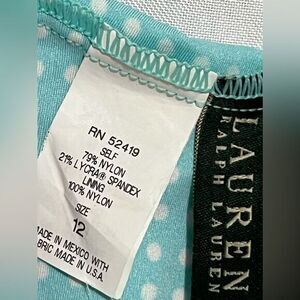 RN 52419
SELF
79% NYLON
21% LYCRA® SPANDEX
LINING
100% NYLON
SIZE
12
MADE IN MEXICO WITH
FABRIC MADE IN U.S.A.
LAUREN
RALPH LAUREN